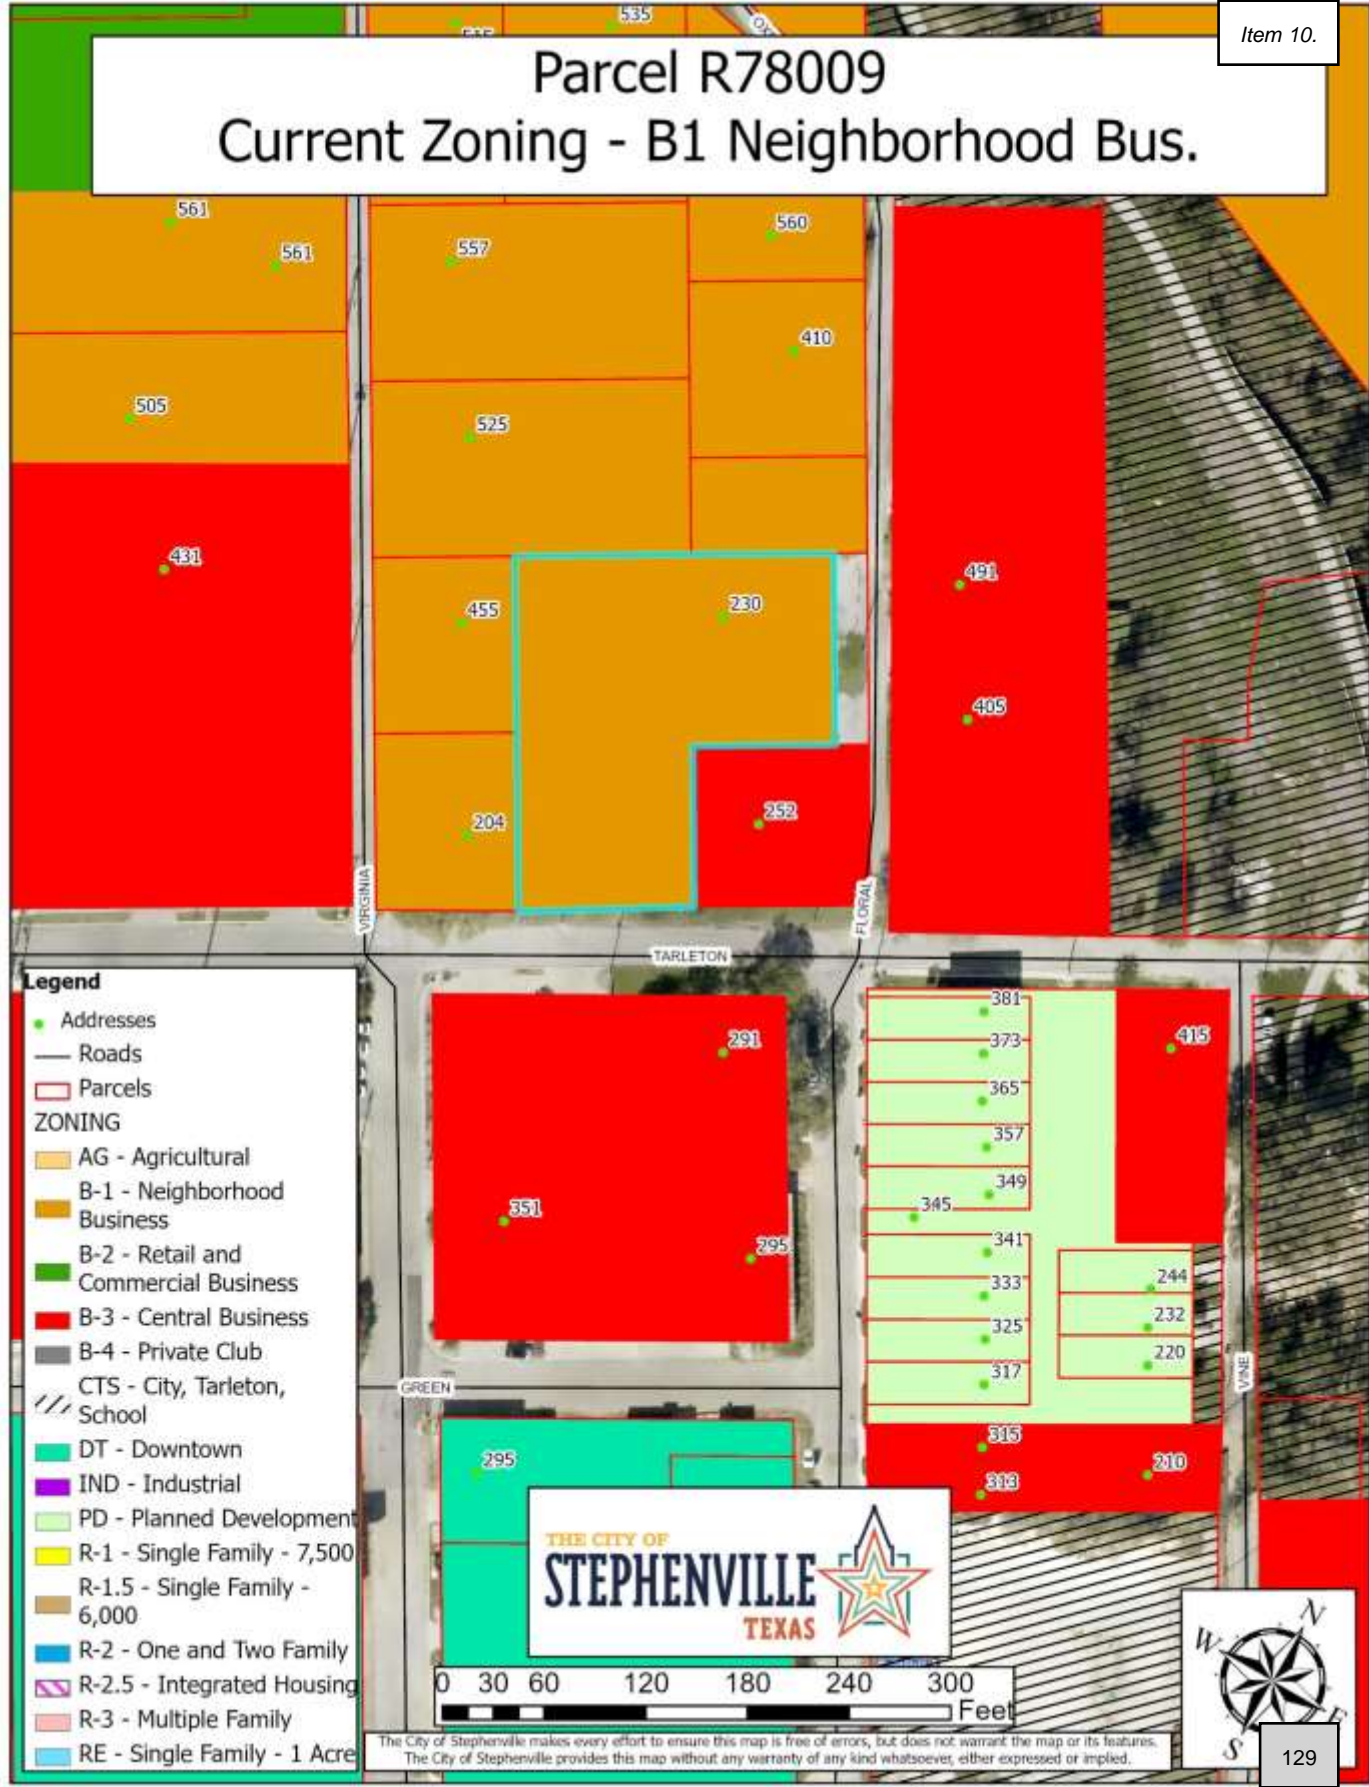 Item 10.
535
Parcel R78009
Current Zoning - B1 Neighborhood Bus.
561
561
557
560
410
505
525
431
455
230
491
405
204
252
VIRGINIA
FLORAL
TARLETON
Legend
Addresses
Roads
Parcels
ZONING
AG - Agricultural
B-1 - Neighborhood
Business
B-2 - Retail and
Commercial Business
B-3 - Central Business
B-4 - Private Club
CTS - City, Tarleton,
School
DT - Downtown
IND - Industrial
PD - Planned Development
R-1 - Single Family - 7,500
R-1.5 - Single Family -
6,000
R-2 - One and Two Family
R-2.5 - Integrated Housing
R-3 - Multiple Family
RE - Single Family - 1 Acre
291
351
295
381
373
365
357
349
345
341
333
325
317
415
244
232
220
GREEN
VINE
315
313
210
295
THE CITY OF
STEPHENVILLE
TEXAS
0 30 60 120 180 240 300
Feet
N
W
E
S
The City of Stephenville makes every effort to ensure this map is free of errors, but does not warrant the map or its features.
The City of Stephenville provides this map without any warranty of any kind whatsoever, either expressed or implied.
129